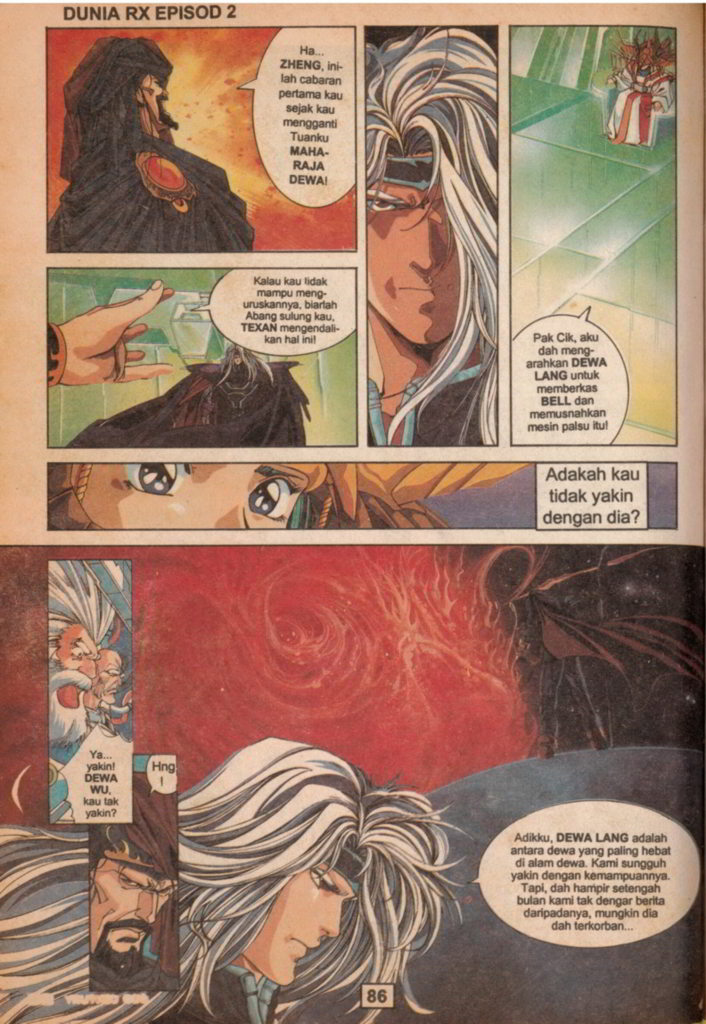 DUNIA RX EPISOD 2
Ha...
ZHENG, ini-
lah cabaran
pertama kau
sejak kau
mengganti
Tuanku
MAHA-
RAJA
DEWA!
Kalau kau tidak
mampu meng-
uruskannya, biarlah
Abang sulung kau,
TEXAN mengendali-
kan hal ini!
Pak Cik, aku
dah meng-
arahkan DEWA
LANG untuk
memberkas
BELL dan
memusnahkan
mesin palsu itu!
Adakah kau
tidak yakin
dengan dia?
Ya...
yakin!
DEWA
WU,
kau tak
yakin?
Hng
!
Adikku, DEWA LANG adalah
antara dewa yang paling hebat
di alam dewa. Kami sungguh
yakin dengan kemampuannya.
Tapi, dah hampir setengah
bulan kami tak dengar berita
daripadanya, mungkin dia
dah terkorban...
86